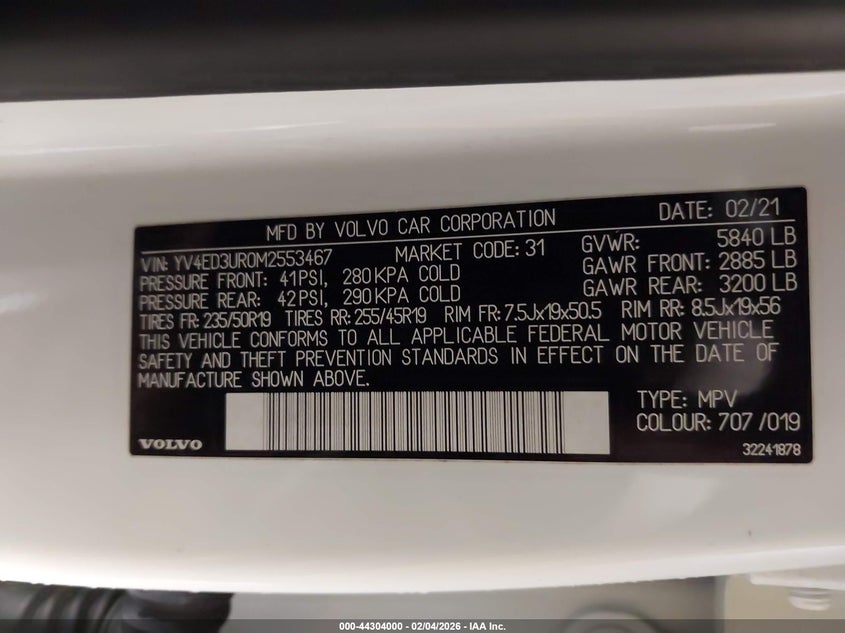 MFD BY VOLVO CAR CORPORATION DATE: 02/21
VIN: YV4ED3UR0M2553467 MARKET CODE: 31 GVWR: 5840 LB
PRESSURE FRONT: 41PSI, 280KPA COLD GAWR FRONT: 2885 LB
PRESSURE REAR: 42PSI, 290KPA COLD GAWR REAR: 3200 LB
TIRES FR: 235/50R19 TIRES RR: 255/45R19 RIM FR: 7.5Jx19x50.5 RIM RR: 8.5Jx19x56
THIS VEHICLE CONFORMS TO ALL APPLICABLE FEDERAL MOTOR VEHICLE
SAFETY AND THEFT PREVENTION STANDARDS IN EFFECT ON THE DATE OF
MANUFACTURE SHOWN ABOVE.
TYPE: MPV
COLOUR: 707 /019
VOLVO
32241878
000-44304000 - 02/04/2026 - IAA Inc.